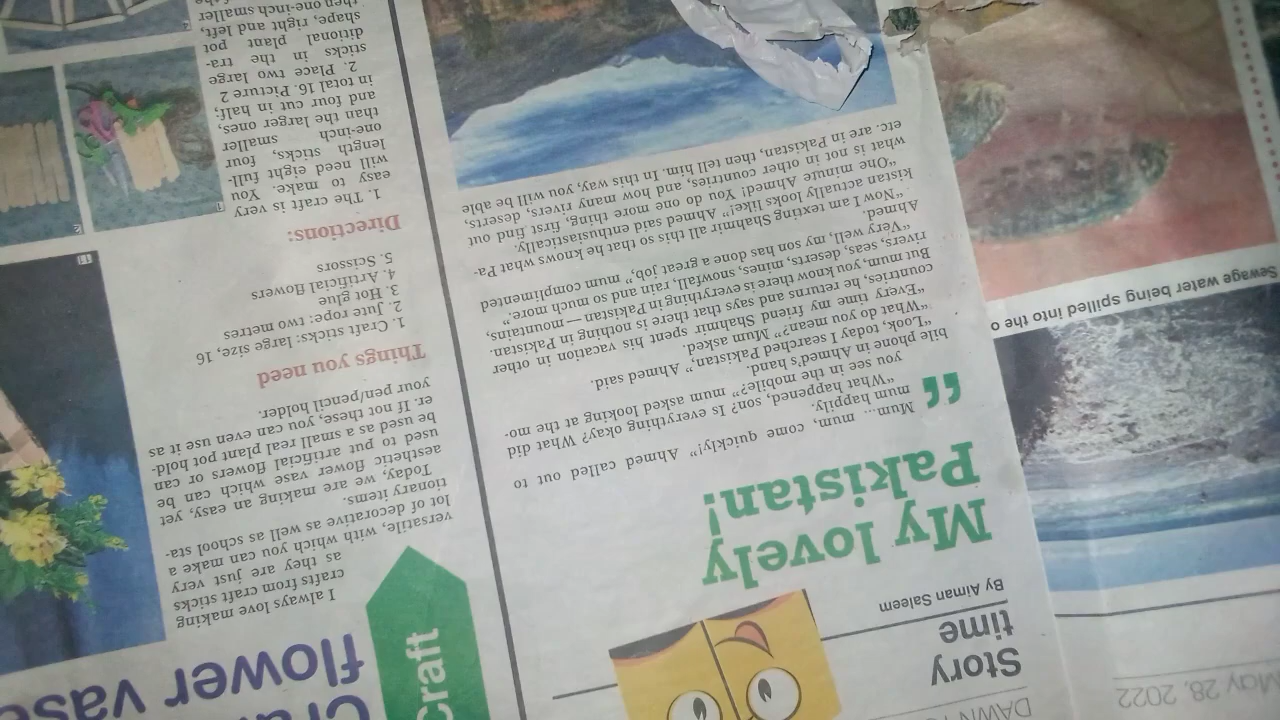 May 28, 2022
DAWN
Story
time
By Aiman Saleem
My lovely
Pakistan!
“
Mum... mum, come quickly!” Ahmed called out to
mum happily.
“What happened, son? Is everything okay? What did
you see in the mobile?” mum asked looking at the mo-
bile phone in Ahmed’s hand.
“Look, today I searched Pakistan,” Ahmed said.
“What do you mean?” Mum asked.
“Every time my friend Shahmir spent his vacation in other
countries, he returns and says that there is nothing in Pakistan.
But mum, you know there is everything in Pakistan — mountains,
rivers, seas, deserts, mines, snowfall, rain and so much more.”
“Very well, my son has done a great job,” mum complimented
Ahmed.
“Now I am texting Shahmir all this so that he knows what Pa-
kistan actually looks like!” Ahmed said enthusiastically.
“One minute Ahmed! You do one more thing, first find out
what is not in other countries, and how many rivers, deserts,
etc. are in Pakistan, then tell him. In this way, you will be able
Craft
flower vase
I always love making
crafts from craft sticks
as they are just very
versatile, with which you can make a
lot of decorative as well as school sta-
tionary items.
Today, we are making an easy, yet
aesthetic flower vase which can be
used to put artificial flowers or can
be used as a small real plant pot hold-
er. If not these, you can even use it as
your pen/pencil holder.
Things you need
1. Craft sticks: large size, 16
2. Jute rope: two metres
3. Hot glue
4. Artificial flowers
5. Scissors
Directions:
1. The craft is very
easy to make. You
will need eight full-
length sticks, four
one-inch smaller
than the larger ones,
and four cut in half;
in total 16. Picture 2
2. Place two large
sticks in the tra-
ditional plant pot
shape, right and left,
then one-inch smaller
11
1
2
Sewage water being spilled into the